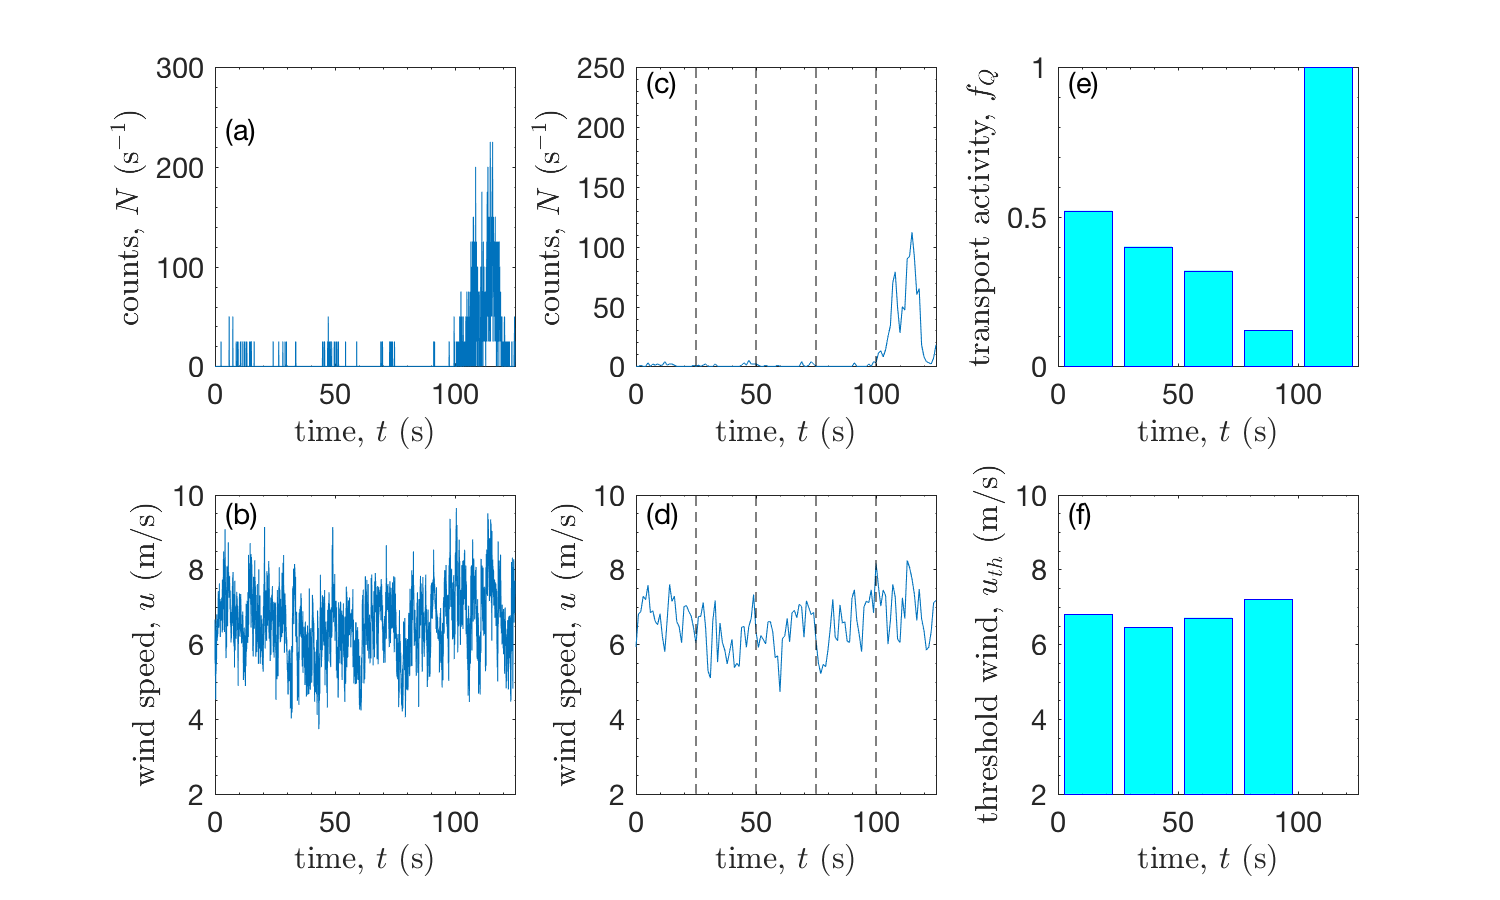 (a)
300
200
100
0
counts, N (s⁻¹)
0 50 100
time, t (s)
(c)
250
200
150
100
50
0
counts, N (s⁻¹)
0 50 100
time, t (s)
(e)
1
0.5
0
transport activity, f_Q
0 50 100
time, t (s)
(b)
10
8
6
4
2
wind speed, u (m/s)
0 50 100
time, t (s)
(d)
10
8
6
4
2
wind speed, u (m/s)
0 50 100
time, t (s)
(f)
10
8
6
4
2
threshold wind, u_th (m/s)
0 50 100
time, t (s)